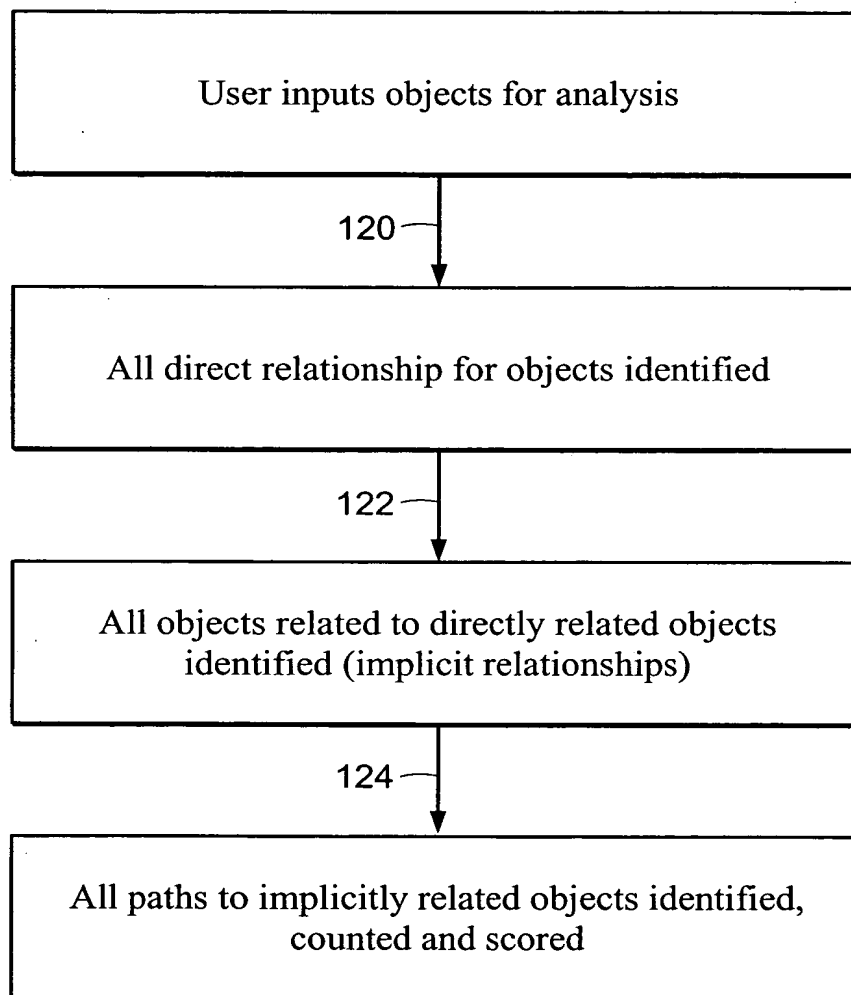 User inputs objects for analysis
120
All direct relationship for objects identified
122
All objects related to directly related objects
identified (implicit relationships)
124
All paths to implicitly related objects identified,
counted and scored